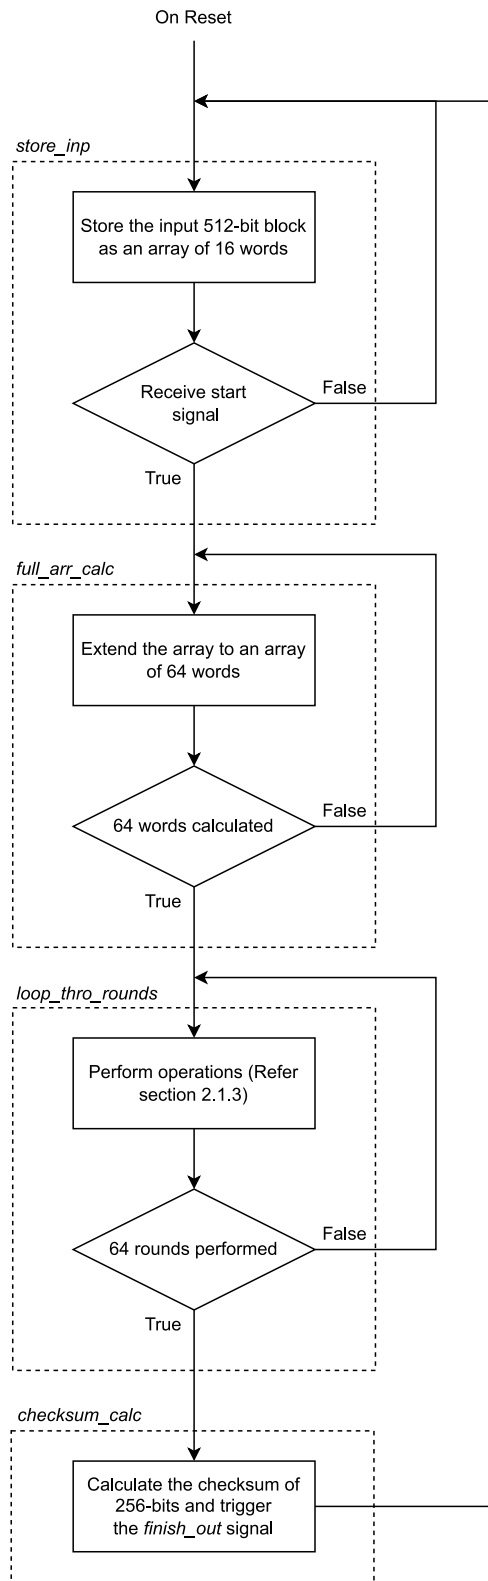 On Reset
store_inp
Store the input 512-bit block
as an array of 16 words
Receive start
signal
False
True
full_arr_calc
Extend the array to an array
of 64 words
64 words calculated
False
True
loop_thro_rounds
Perform operations (Refer
section 2.1.3)
64 rounds performed
False
True
checksum_calc
Calculate the checksum of
256-bits and trigger
the finish_out signal